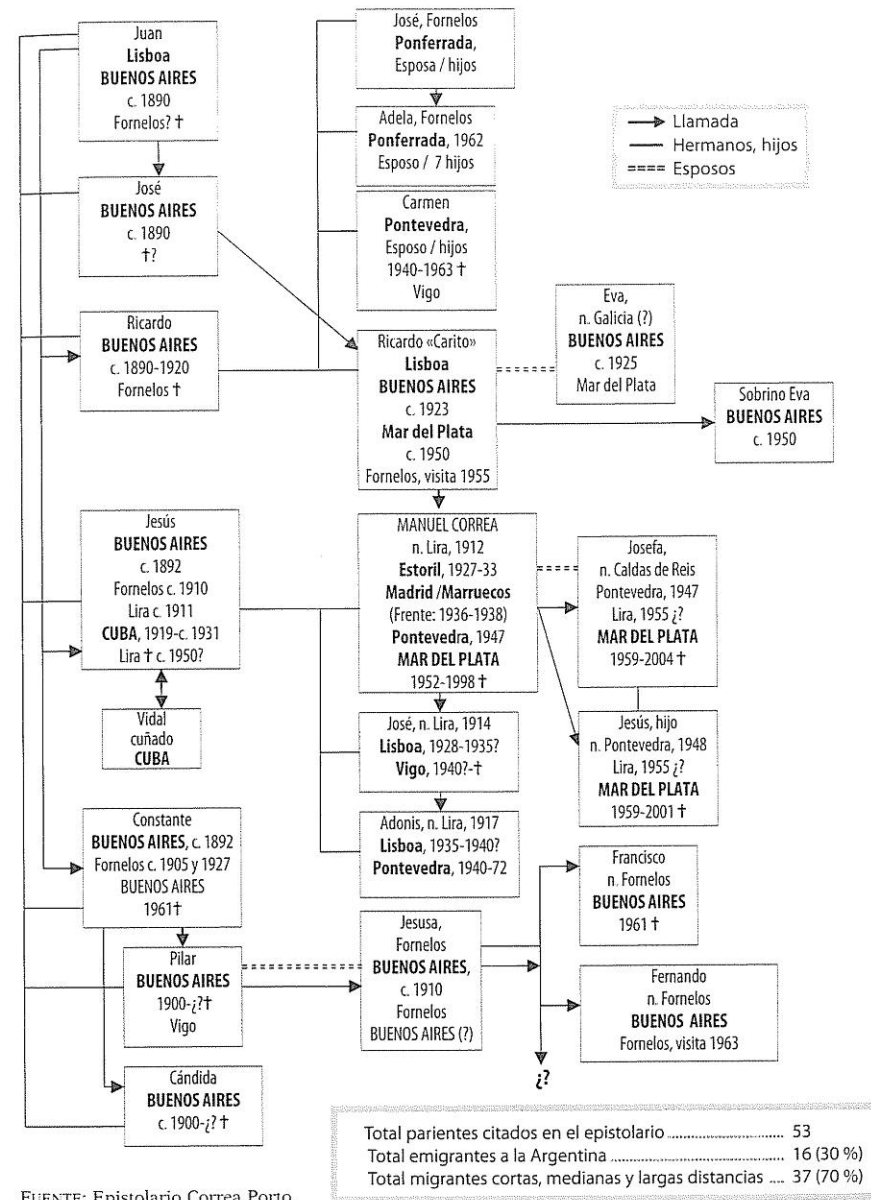 Juan
Lisboa
BUENOS AIRES
c. 1890
Fornelos? †
José
BUENOS AIRES
c. 1890
†?
Ricardo
BUENOS AIRES
c. 1890-1920
Fornelos †
Jesús
BUENOS AIRES
c. 1892
Fornelos c. 1910
Lira c. 1911
CUBA, 1919-c. 1931
Lira † c. 1950?
Vidal
cuñado
CUBA
Constante
BUENOS AIRES, c. 1892
Fornelos c. 1905 y 1927
BUENOS AIRES
1961†
Pilar
BUENOS AIRES
1900-¿?†
Vigo
Cándida
BUENOS AIRES
c. 1900-¿? †
José, Fornelos
Ponferrada,
Esposa / hijos
Adela, Fornelos
Ponferrada, 1962
Esposo / 7 hijos
Carmen
Pontevedra,
Esposo / hijos
1940-1963 †
Vigo
Ricardo «Carito»
Lisboa
BUENOS AIRES
c. 1923
Mar del Plata
c. 1950
Fornelos, visita 1955
MANUEL CORREA
n. Lira, 1912
Estoril, 1927-33
Madrid /Marruecos
(Frente: 1936-1938)
Pontevedra, 1947
MAR DEL PLATA
1952-1998 †
José, n. Lira, 1914
Lisboa, 1928-1935?
Vigo, 1940?-†
Adonis, n. Lira, 1917
Lisboa, 1935-1940?
Pontevedra, 1940-72
Jesusa,
Fornelos
BUENOS AIRES,
c. 1910
Fornelos
BUENOS AIRES (?)
Llamada
Hermanos, hijos
Esposos
Eva,
n. Galicia (?)
BUENOS AIRES
c. 1925
Mar del Plata
Sobrino Eva
BUENOS AIRES
c. 1950
Josefa,
n. Caldas de Reis
Pontevedra, 1947
Lira, 1955 ¿?
MAR DEL PLATA
1959-2004 †
Jesús, hijo
n. Pontevedra, 1948
Lira, 1955 ¿?
MAR DEL PLATA
1959-2001 †
Francisco
n. Fornelos
BUENOS AIRES
1961 †
Fernando
n. Fornelos
BUENOS AIRES
Fornelos, visita 1963
¿?
Total parientes citados en el epistolario ........................... 53
Total emigrantes a la Argentina ................................... 16 (30 %)
Total migrantes cortas, medianas y largas distancias .... 37 (70 %)
FUENTE: Epistolario Correa Porto